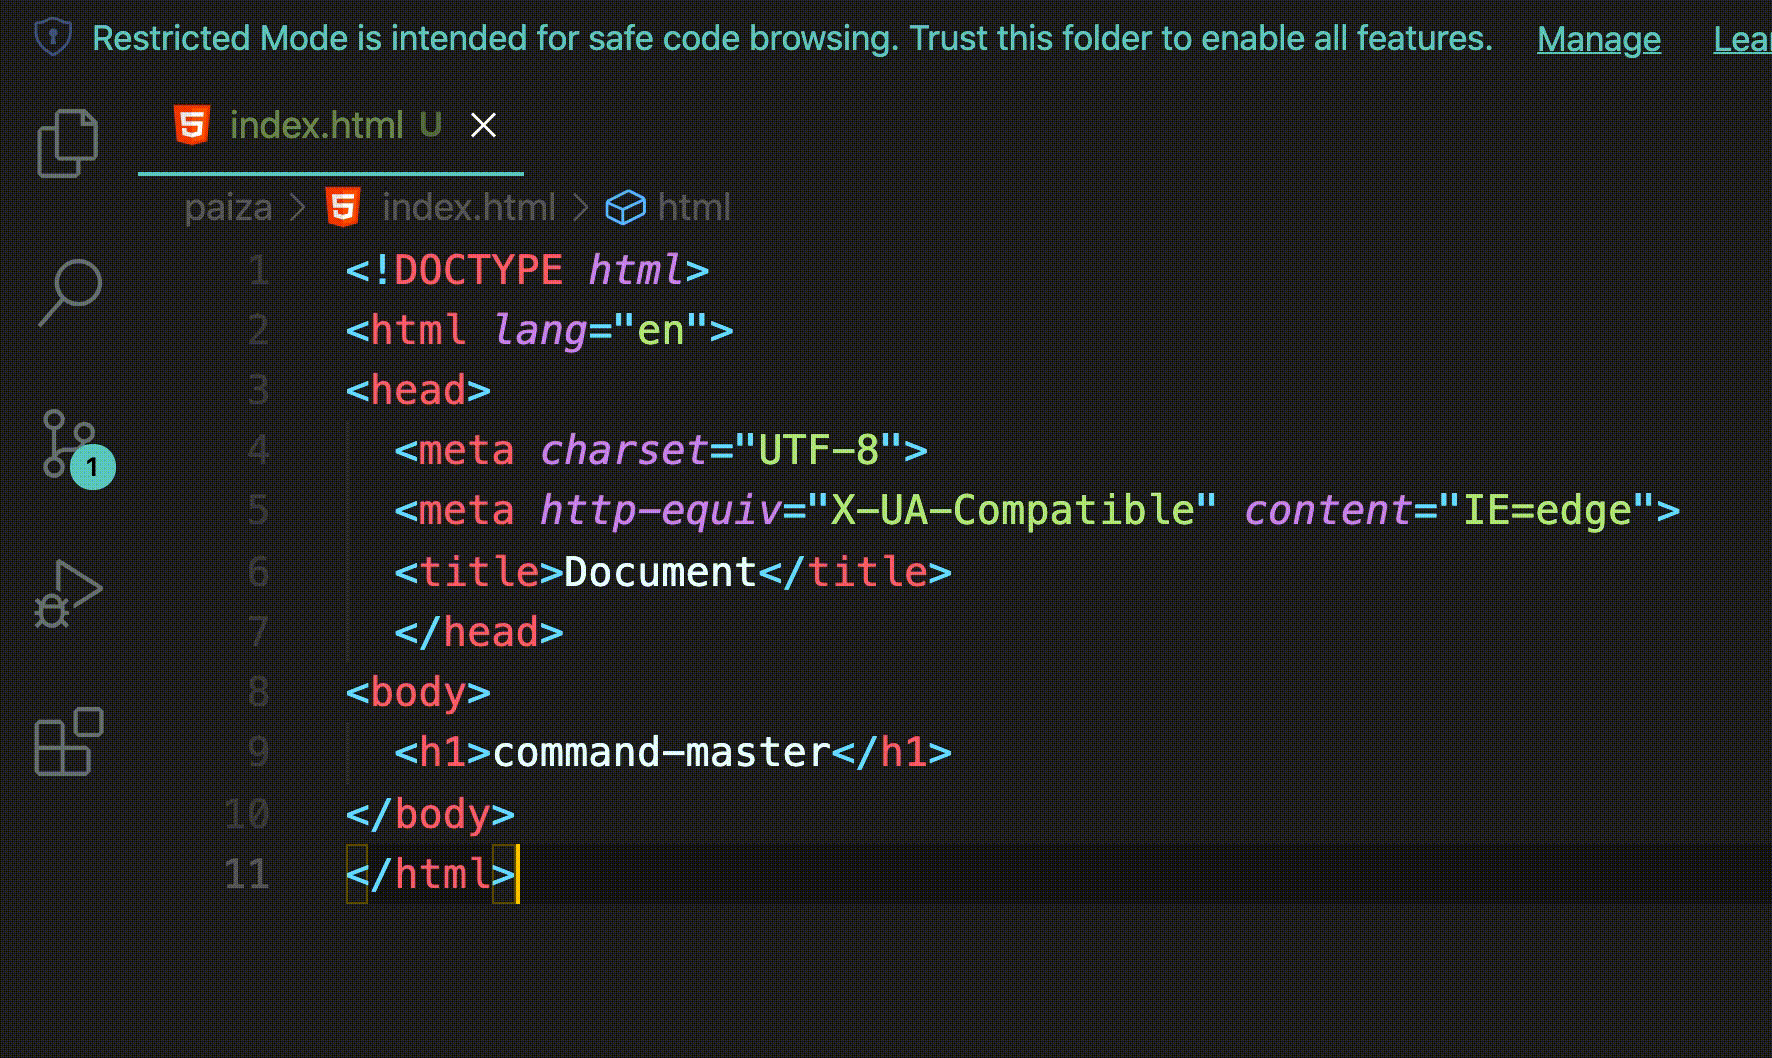 Restricted Mode is intended for safe code browsing. Trust this folder to enable all features. Manage
index.html U
paiza > index.html > html
1 <!DOCTYPE html>
2 <html lang="en">
3 <head>
4   <meta charset="UTF-8">
5   <meta http-equiv="X-UA-Compatible" content="IE=edge">
6   <title>Document</title>
7   </head>
1
8 <body>
9   <h1>command-master</h1>
10 </body>
11 </html>